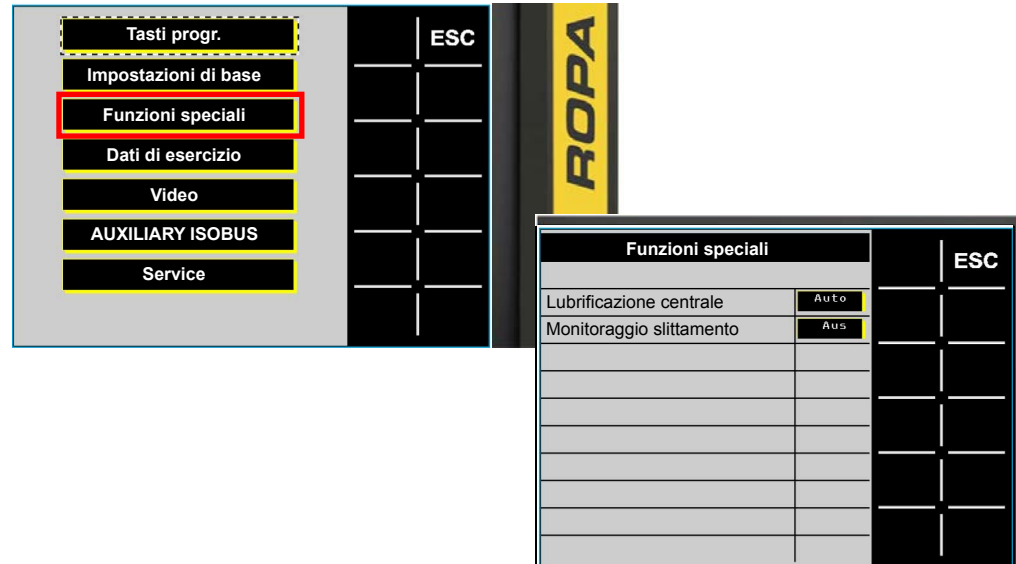 Tasti progr.
ESC
Impostazioni di base
Funzioni speciali
Dati di esercizio
Video
AUXILIARY ISOBUS
Service
ROPA
Funzioni speciali
ESC
Lubrificazione centrale Auto
Monitoraggio slittamento Aus